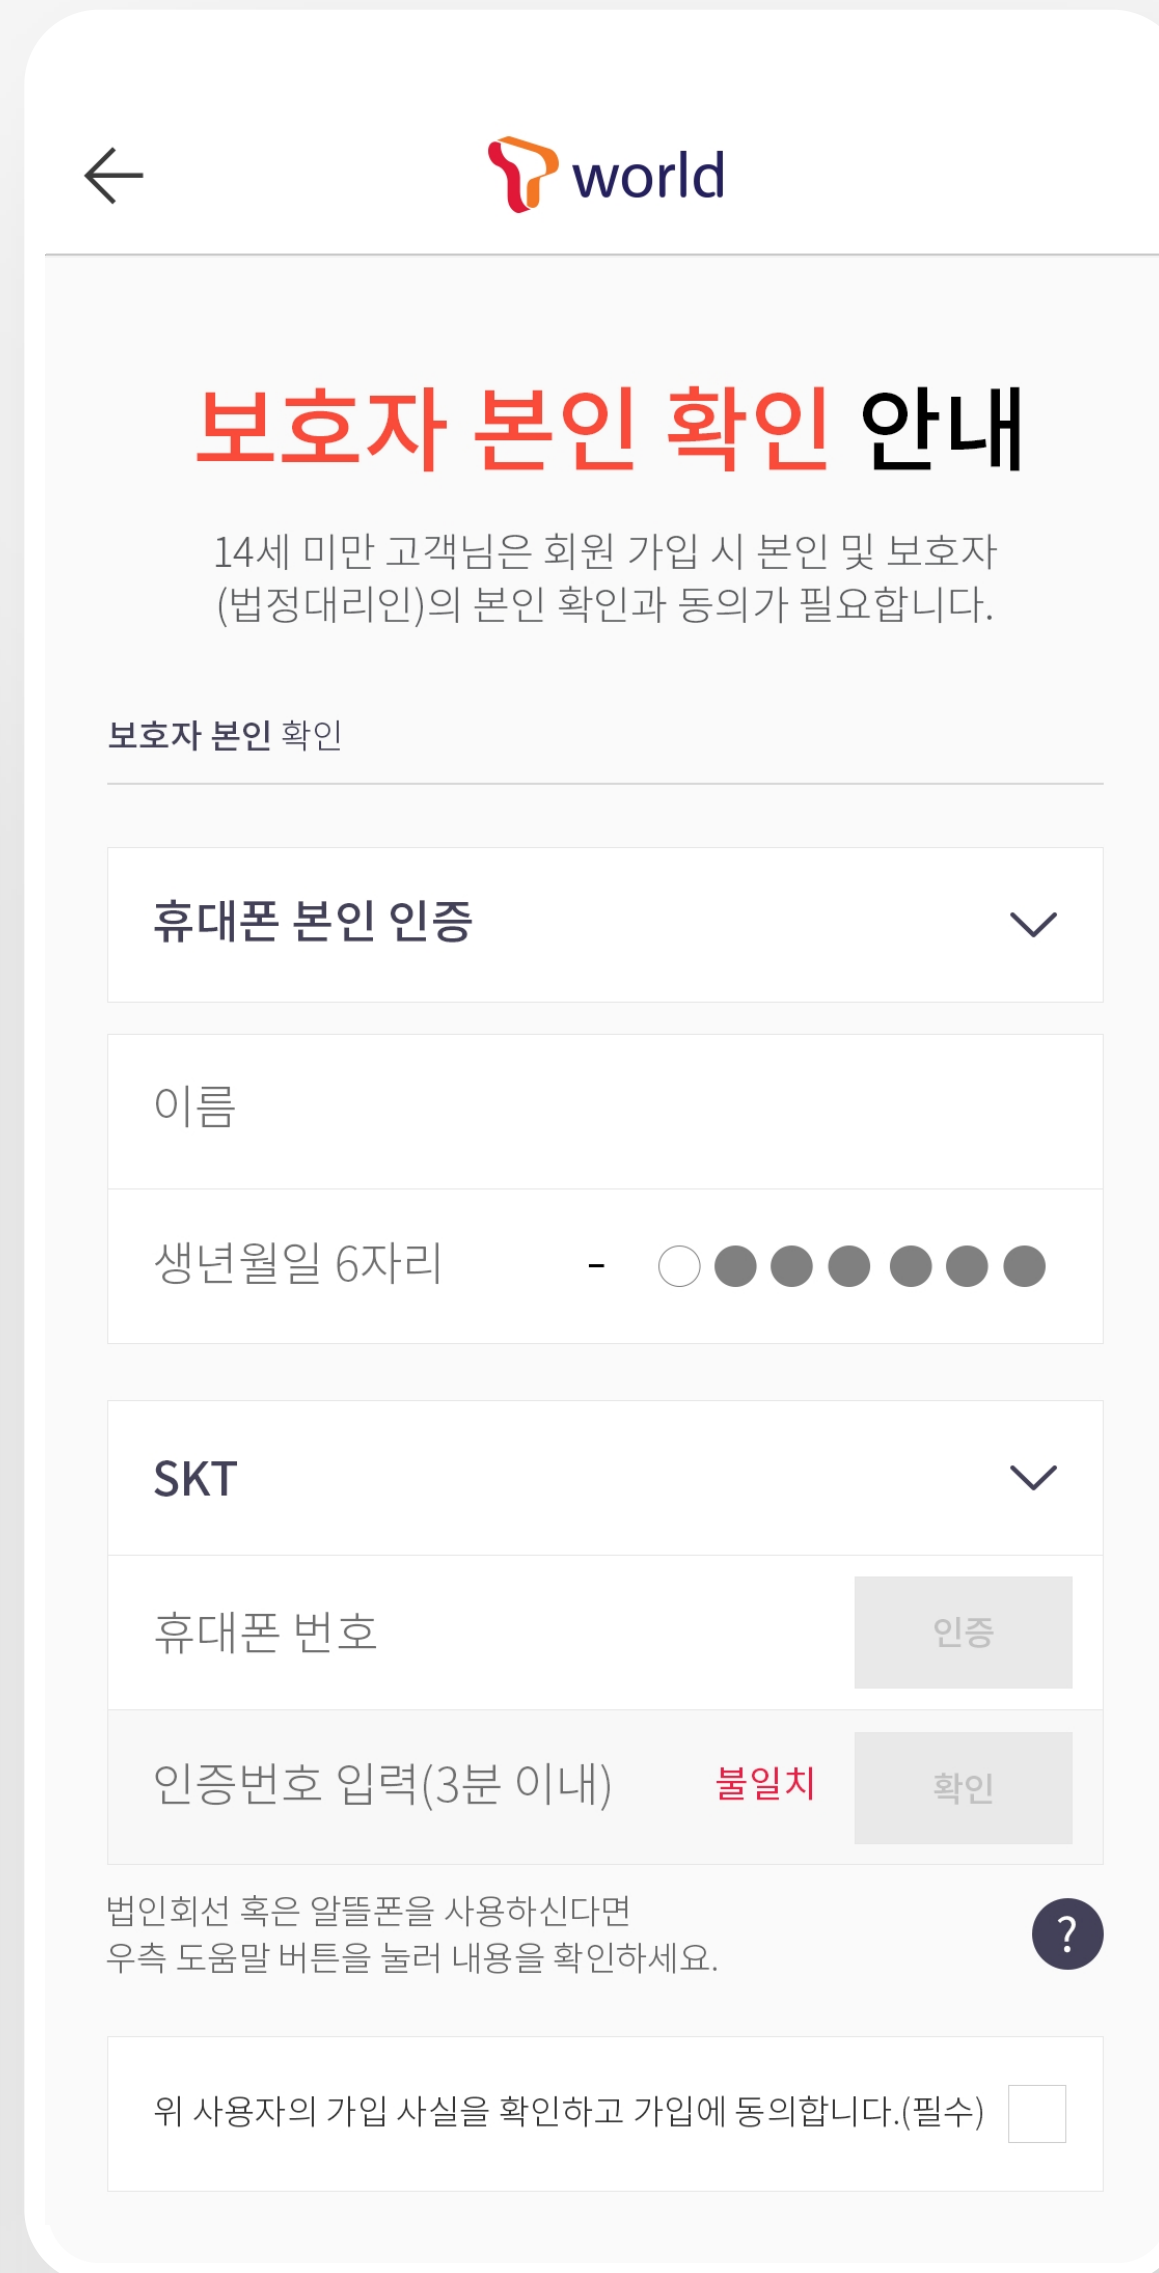 T world
보호자 본인 확인 안내
14세 미만 고객님은 회원 가입 시 본인 및 보호자
(법정대리인)의 본인 확인과 동의가 필요합니다.
보호자 본인 확인
휴대폰 본인 인증
이름
생년월일 6자리 -
SKT
휴대폰 번호 인증
인증번호 입력(3분 이내) 불일치 확인
법인회선 혹은 알뜰폰을 사용하신다면
우측 도움말 버튼을 눌러 내용을 확인하세요.
?
위 사용자의 가입 사실을 확인하고 가입에 동의합니다.(필수)